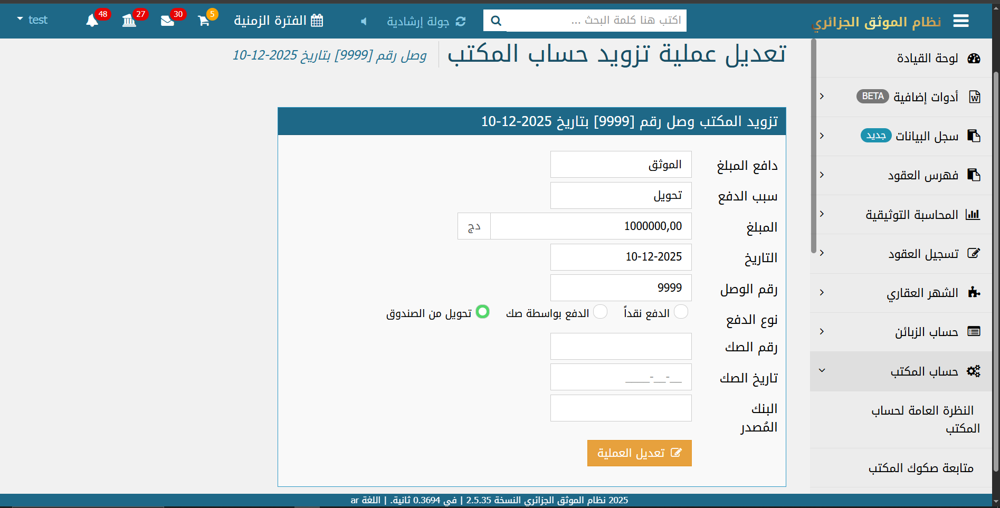 نظام الموثق الجزائري
اكتب هنا كلمة البحث ...
جولة إرشادية
الفترة الزمنية
5
30
27
48
test
لوحة القيادة
أدوات إضافية BETA
سجل البيانات جديد
فهرس العقود
المحاسبة التوثيقية
تسجيل العقود
الشهر العقاري
حساب الزبائن
حساب المكتب
النظرة العامة لحساب
المكتب
متابعة صكوك المكتب
تعديل عملية تزويد حساب المكتب
وصل رقم [9999] بتاريخ 2025-12-10
تزويد المكتب وصل رقم [9999] بتاريخ 2025-12-10
دافع المبلغ
الموثق
سبب الدفع
تحويل
المبلغ
1000000,00
دج
التاريخ
10-12-2025
رقم الوصل
9999
نوع الدفع
الدفع نقداً
الدفع بواسطة صك
تحويل من الصندوق
رقم الصك
تاريخ الصك
__-__-____
البنك
المُصدر
تعديل العملية
2025 نظام الموثق الجزائري النسخة 2.5.35 | في 0.3694 ثانية. | اللغة ar